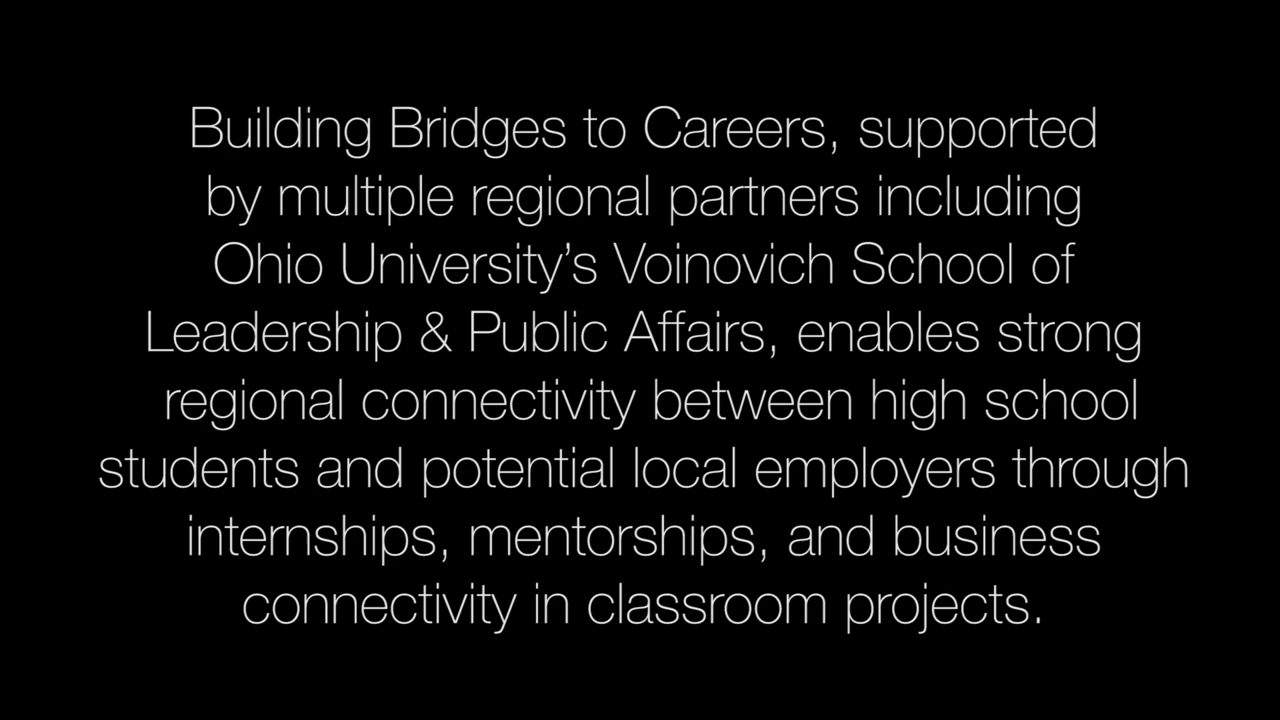 Building Bridges to Careers, supported
by multiple regional partners including
Ohio University’s Voinovich School of
Leadership & Public Affairs, enables strong
regional connectivity between high school
students and potential local employers through
internships, mentorships, and business
connectivity in classroom projects.